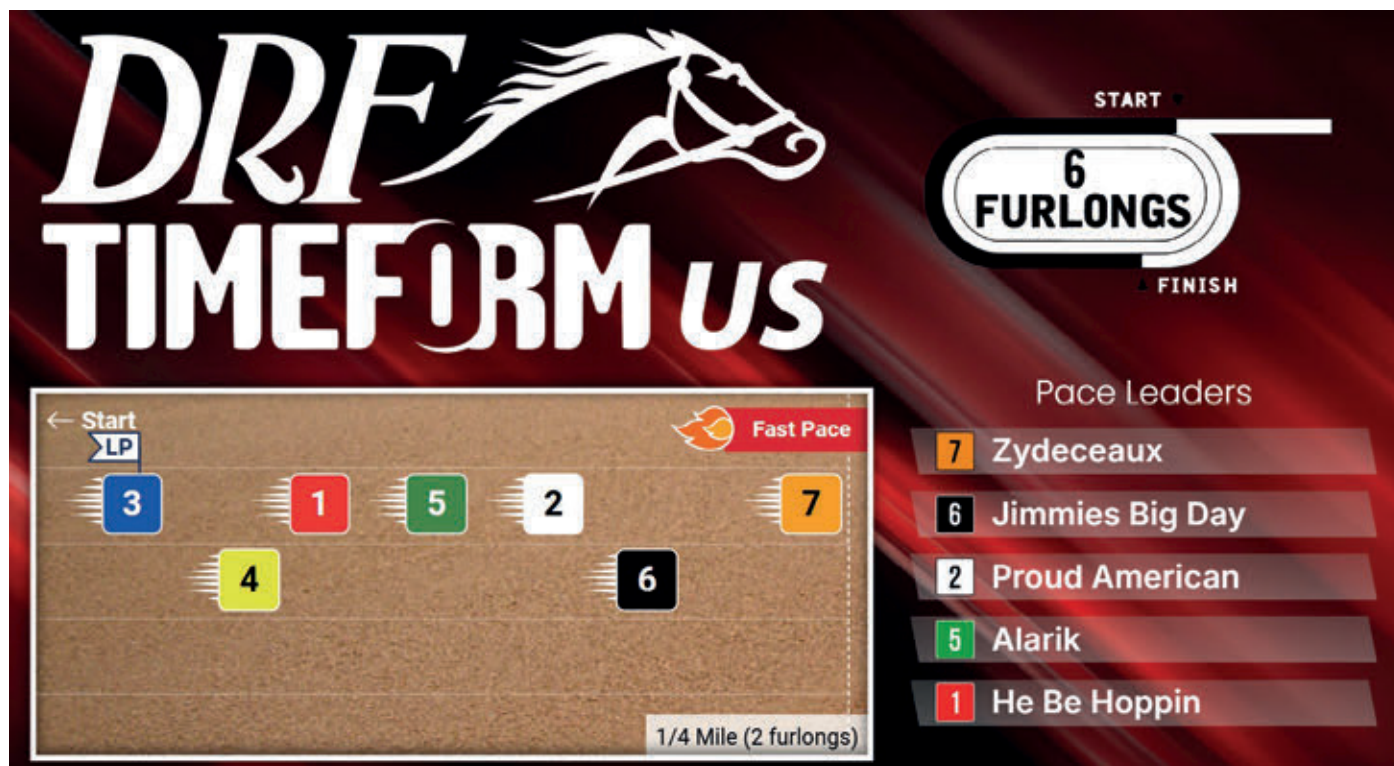 DRF
TIMEFORM US
START
6
FURLONGS
FINISH
← Start
LP
Fast Pace
3
1
5
2
7
4
6
1/4 Mile (2 furlongs)
Pace Leaders
7 Zydeceaux
6 Jimmies Big Day
2 Proud American
5 Alarik
1 He Be Hoppin